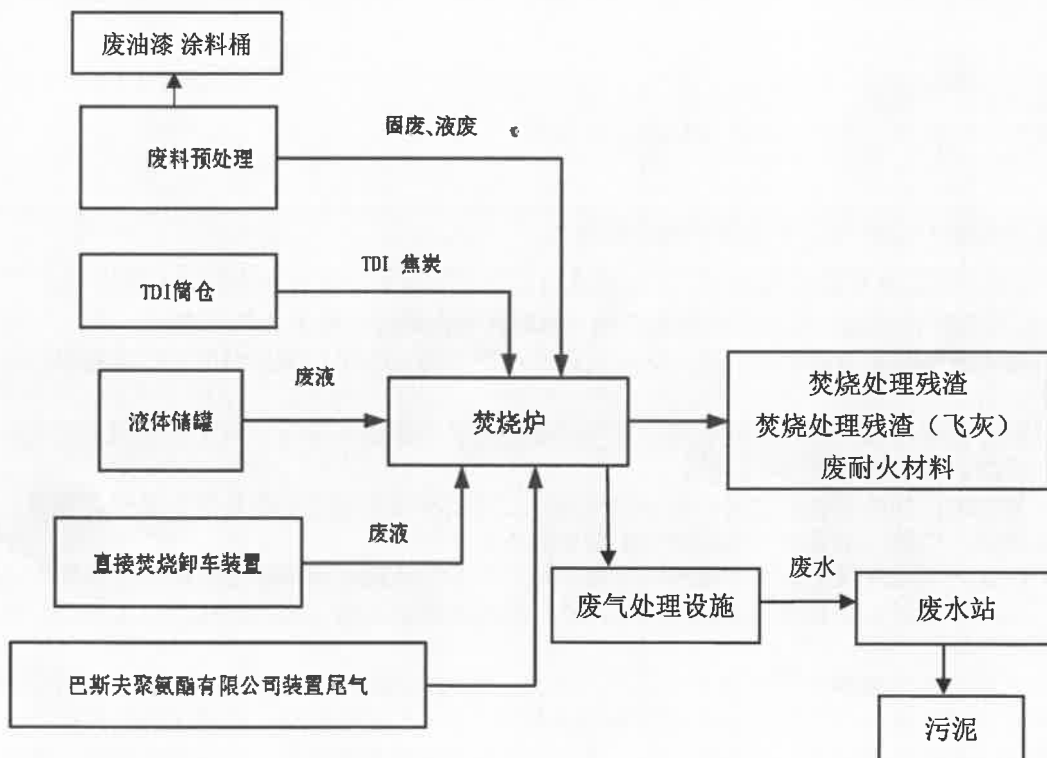 废油漆 涂料桶
固废、液废
废料预处理
TDI 焦炭
TDI筒仓
废液
液体储罐
焚烧炉
焚烧处理残渣
焚烧处理残渣（飞灰）
废耐火材料
废液
直接焚烧卸车装置
废水
废气处理设施
废水站
巴斯夫聚氨酯有限公司装置尾气
污泥